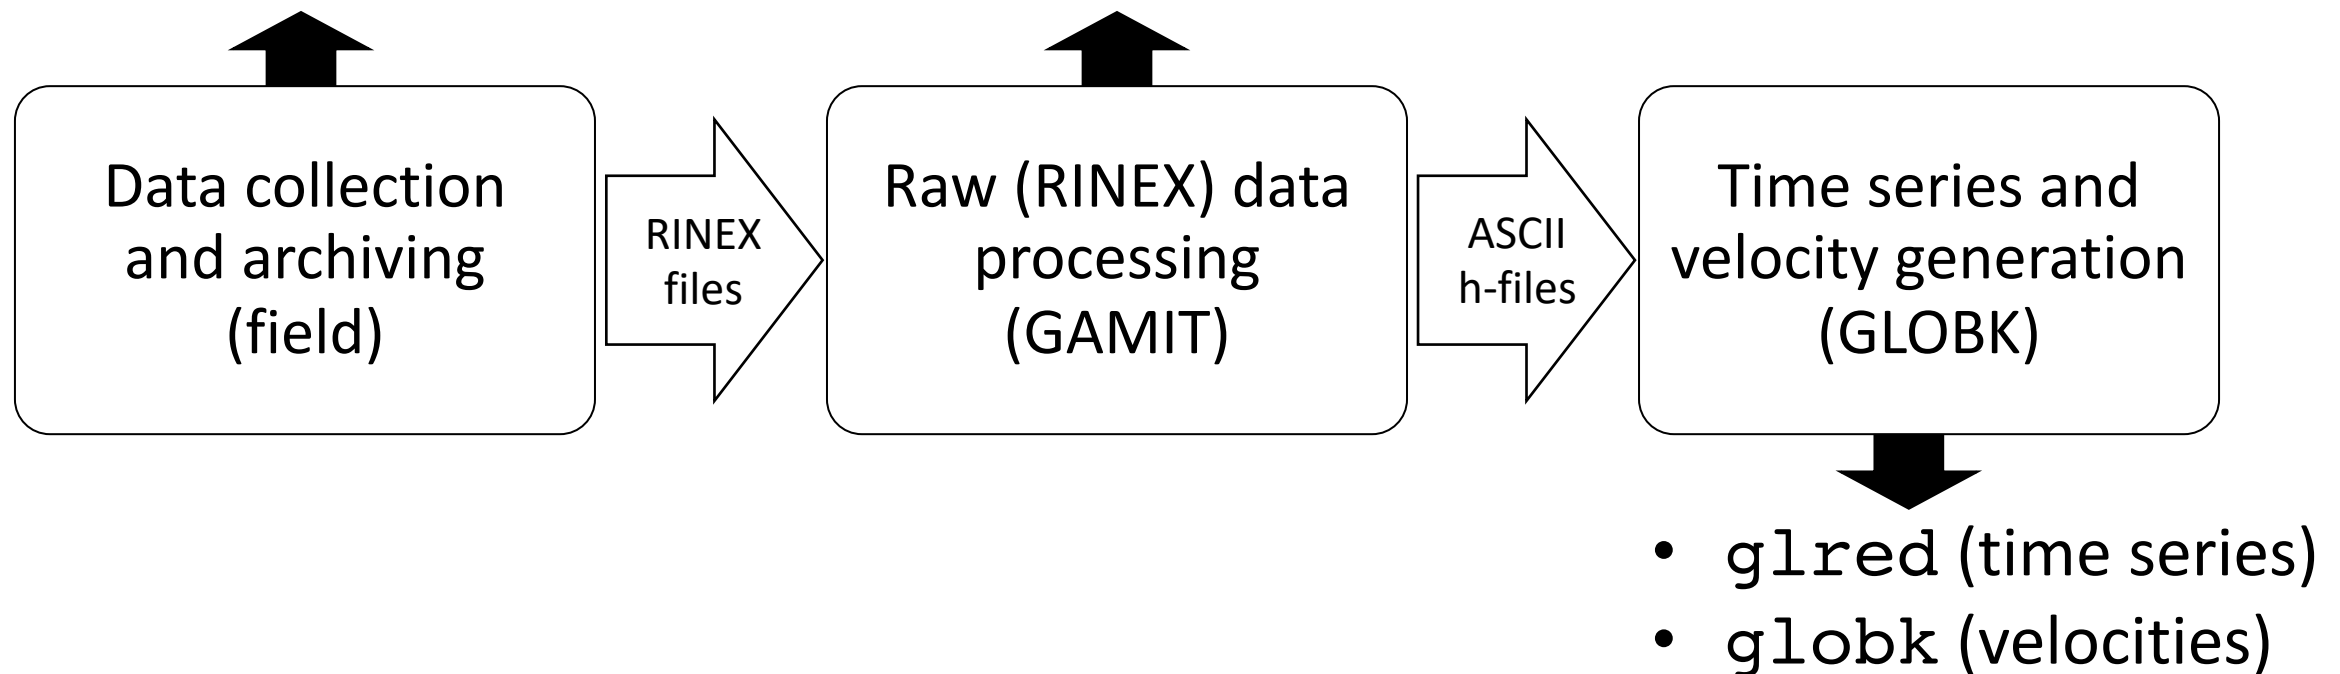 Data collection
and archiving
(field)
RINEX
files
Raw (RINEX) data
processing
(GAMIT)
ASCII
h-files
Time series and
velocity generation
(GLOBK)
• glred (time series)
• globk (velocities)